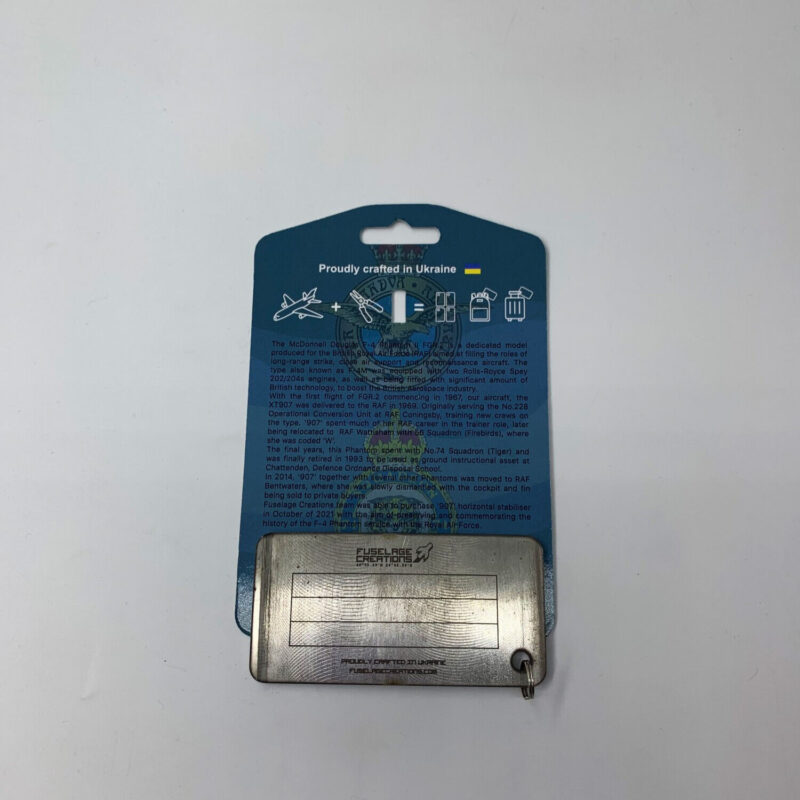 Proudly crafted in Ukraine
+ =
The McDonnell Douglas F-4 Phantom II FGR.2 is a dedicated model
produced for the British Royal Air Force (RAF) aimed at filling the roles of
long-range strike, close air support and reconnaissance aircraft. The
type also known as F-4M was equipped with two Rolls-Royce Spey
202/204s engines, as well as being fitted with significant amount of
British technology, to boost the British Aerospace industry.
With the first flight of FGR.2 commencing in 1967, our aircraft, the
XT907 was delivered to the RAF in 1969. Originally serving the No.228
Operational Conversion Unit at RAF Coningsby, training new crews on
the type. '907' spent much of her RAF career in the trainer role, later
being relocated to RAF Wattisham with 56 Squadron (Firebirds), where
she was coded 'W'.
The final years, this Phantom spent with No.74 Squadron (Tiger) and
was finally retired in 1993 to be used as ground instructional asset at
Chattenden, Defence Ordnance Disposal School.
In 2014, '907' together with several other Phantoms was moved to RAF
Bentwaters, where she was slowly dismantled with the cockpit and fin
being sold to private buyers.
Fuselage Creations were able to purchase '907' horizontal stabiliser
in October of 2021 with the aim of preserving and commemorating the
history of the F-4 Phantom service with the Royal Air Force.
FUSELAGE
CREATIONS
PROUDLY CRAFTED IN UKRAINE
FUSELAGECREATIONS.COM